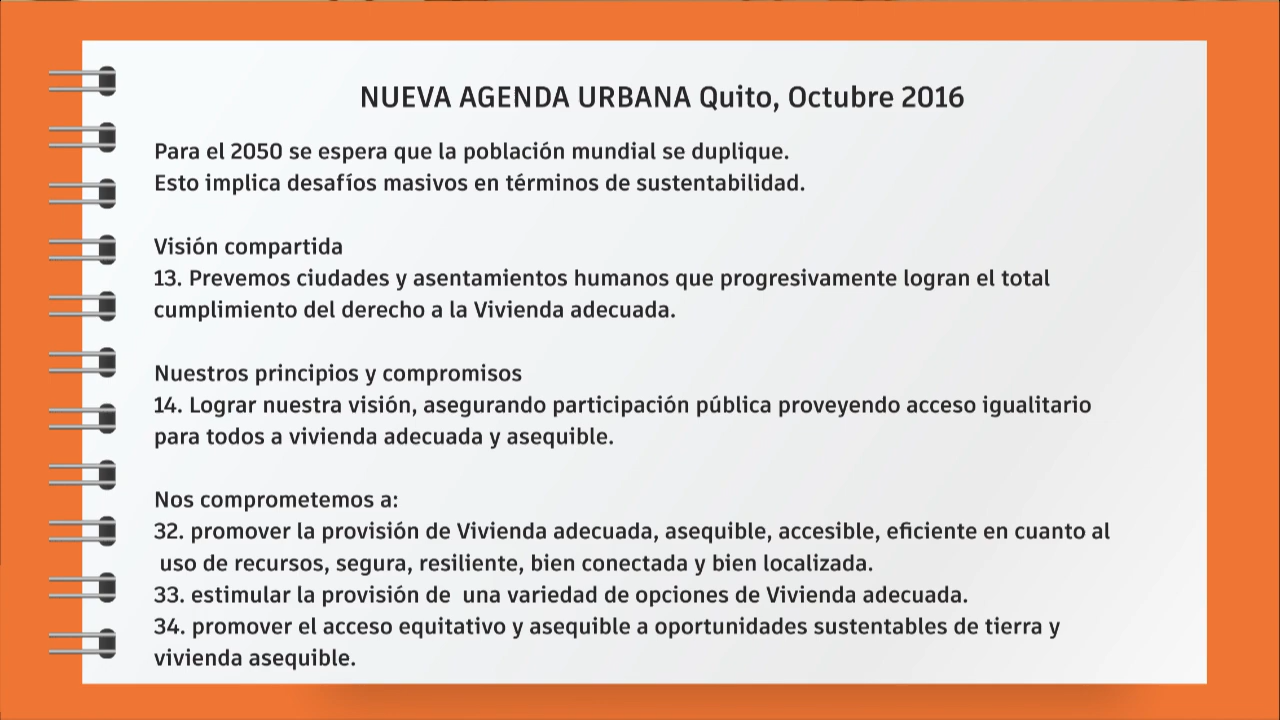 NUEVA AGENDA URBANA Quito, Octubre 2016
Para el 2050 se espera que la población mundial se duplique.
Esto implica desafíos masivos en términos de sustentabilidad.
Visión compartida
13. Prevemos ciudades y asentamientos humanos que progresivamente logran el total
cumplimiento del derecho a la Vivienda adecuada.
Nuestros principios y compromisos
14. Lograr nuestra visión, asegurando participación pública proveyendo acceso igualitario
para todos a vivienda adecuada y asequible.
Nos comprometemos a:
32. promover la provisión de Vivienda adecuada, asequible, accesible, eficiente en cuanto al
uso de recursos, segura, resiliente, bien conectada y bien localizada.
33. estimular la provisión de una variedad de opciones de Vivienda adecuada.
34. promover el acceso equitativo y asequible a oportunidades sustentables de tierra y
vivienda asequible.